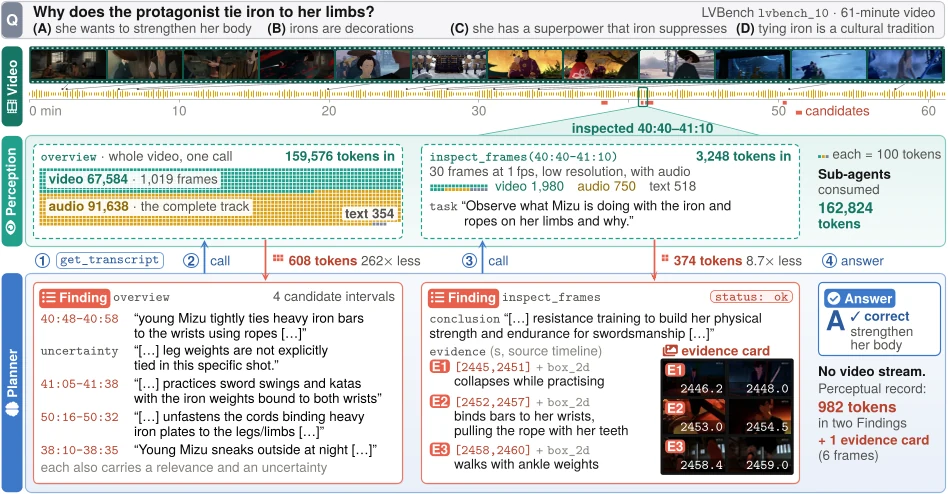 Q
Why does the protagonist tie iron to her limbs?
LVBench lvbench_10 · 61-minute video
(A) she wants to strengthen her body (B) irons are decorations (C) she has a superpower that iron suppresses (D) tying iron is a cultural tradition
Video
0 min 10 20 30 50 60
candidates
inspected 40:40–41:10
Perception
overview · whole video, one call 159,576 tokens in
video 67,584 · 1,019 frames
audio 91,638 · the complete track
text 354
inspect_frames(40:40–41:10) 3,248 tokens in
30 frames at 1 fps, low resolution, with audio
video 1,980 audio 750 text 518
task “Observe what Mizu is doing with the iron and
ropes on her limbs and why.”
each = 100 tokens
Sub-agents
consumed
162,824
tokens
1 get_transcript 2 call 608 tokens 262× less 3 call 374 tokens 8.7× less 4 answer
Planner
Finding overview 4 candidate intervals
40:48-40:58 “young Mizu tightly ties heavy iron bars
to the wrists using ropes […]”
uncertainty “[…] leg weights are not explicitly
tied in this specific shot.”
41:05-41:38 “[…] practices sword swings and katas
with the iron weights bound to both wrists”
50:16-50:32 “[…] unfastens the cords binding heavy
iron plates to the legs/limbs […]”
38:10-38:35 “Young Mizu sneaks outside at night […]”
each also carries a relevance and an uncertainty
Finding inspect_frames status: ok
conclusion “[…] resistance training to build her physical
strength and endurance for swordsmanship […]”
evidence (s, source timeline)
E1 [2445,2451] + box_2d
collapses while practising
E2 [2452,2457] + box_2d
binds bars to her wrists,
pulling the rope with her teeth
E3 [2458,2460] + box_2d
walks with ankle weights
evidence card
E1 2446.2 2448.0
E2 2453.0 2454.5
E3 2458.4 2459.0
Answer
A ✓ correct
strengthen
her body
No video stream.
Perceptual record:
982 tokens
in two Findings
+ 1 evidence card
(6 frames)